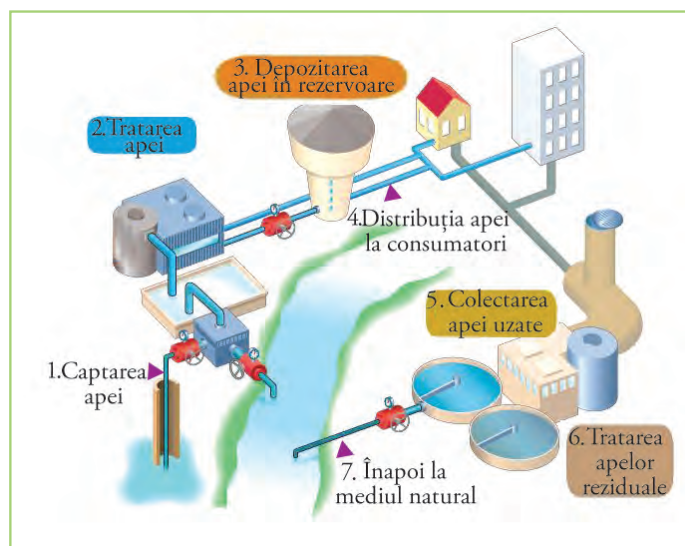 1.Captarea
apei
2.Tratarea
apei
3. Depozitarea
apei în rezervoare
4.Distribuția apei
la consumatori
5. Colectarea
apei uzate
6. Tratarea
apelor
reziduale
7. Înapoi la
mediul natural